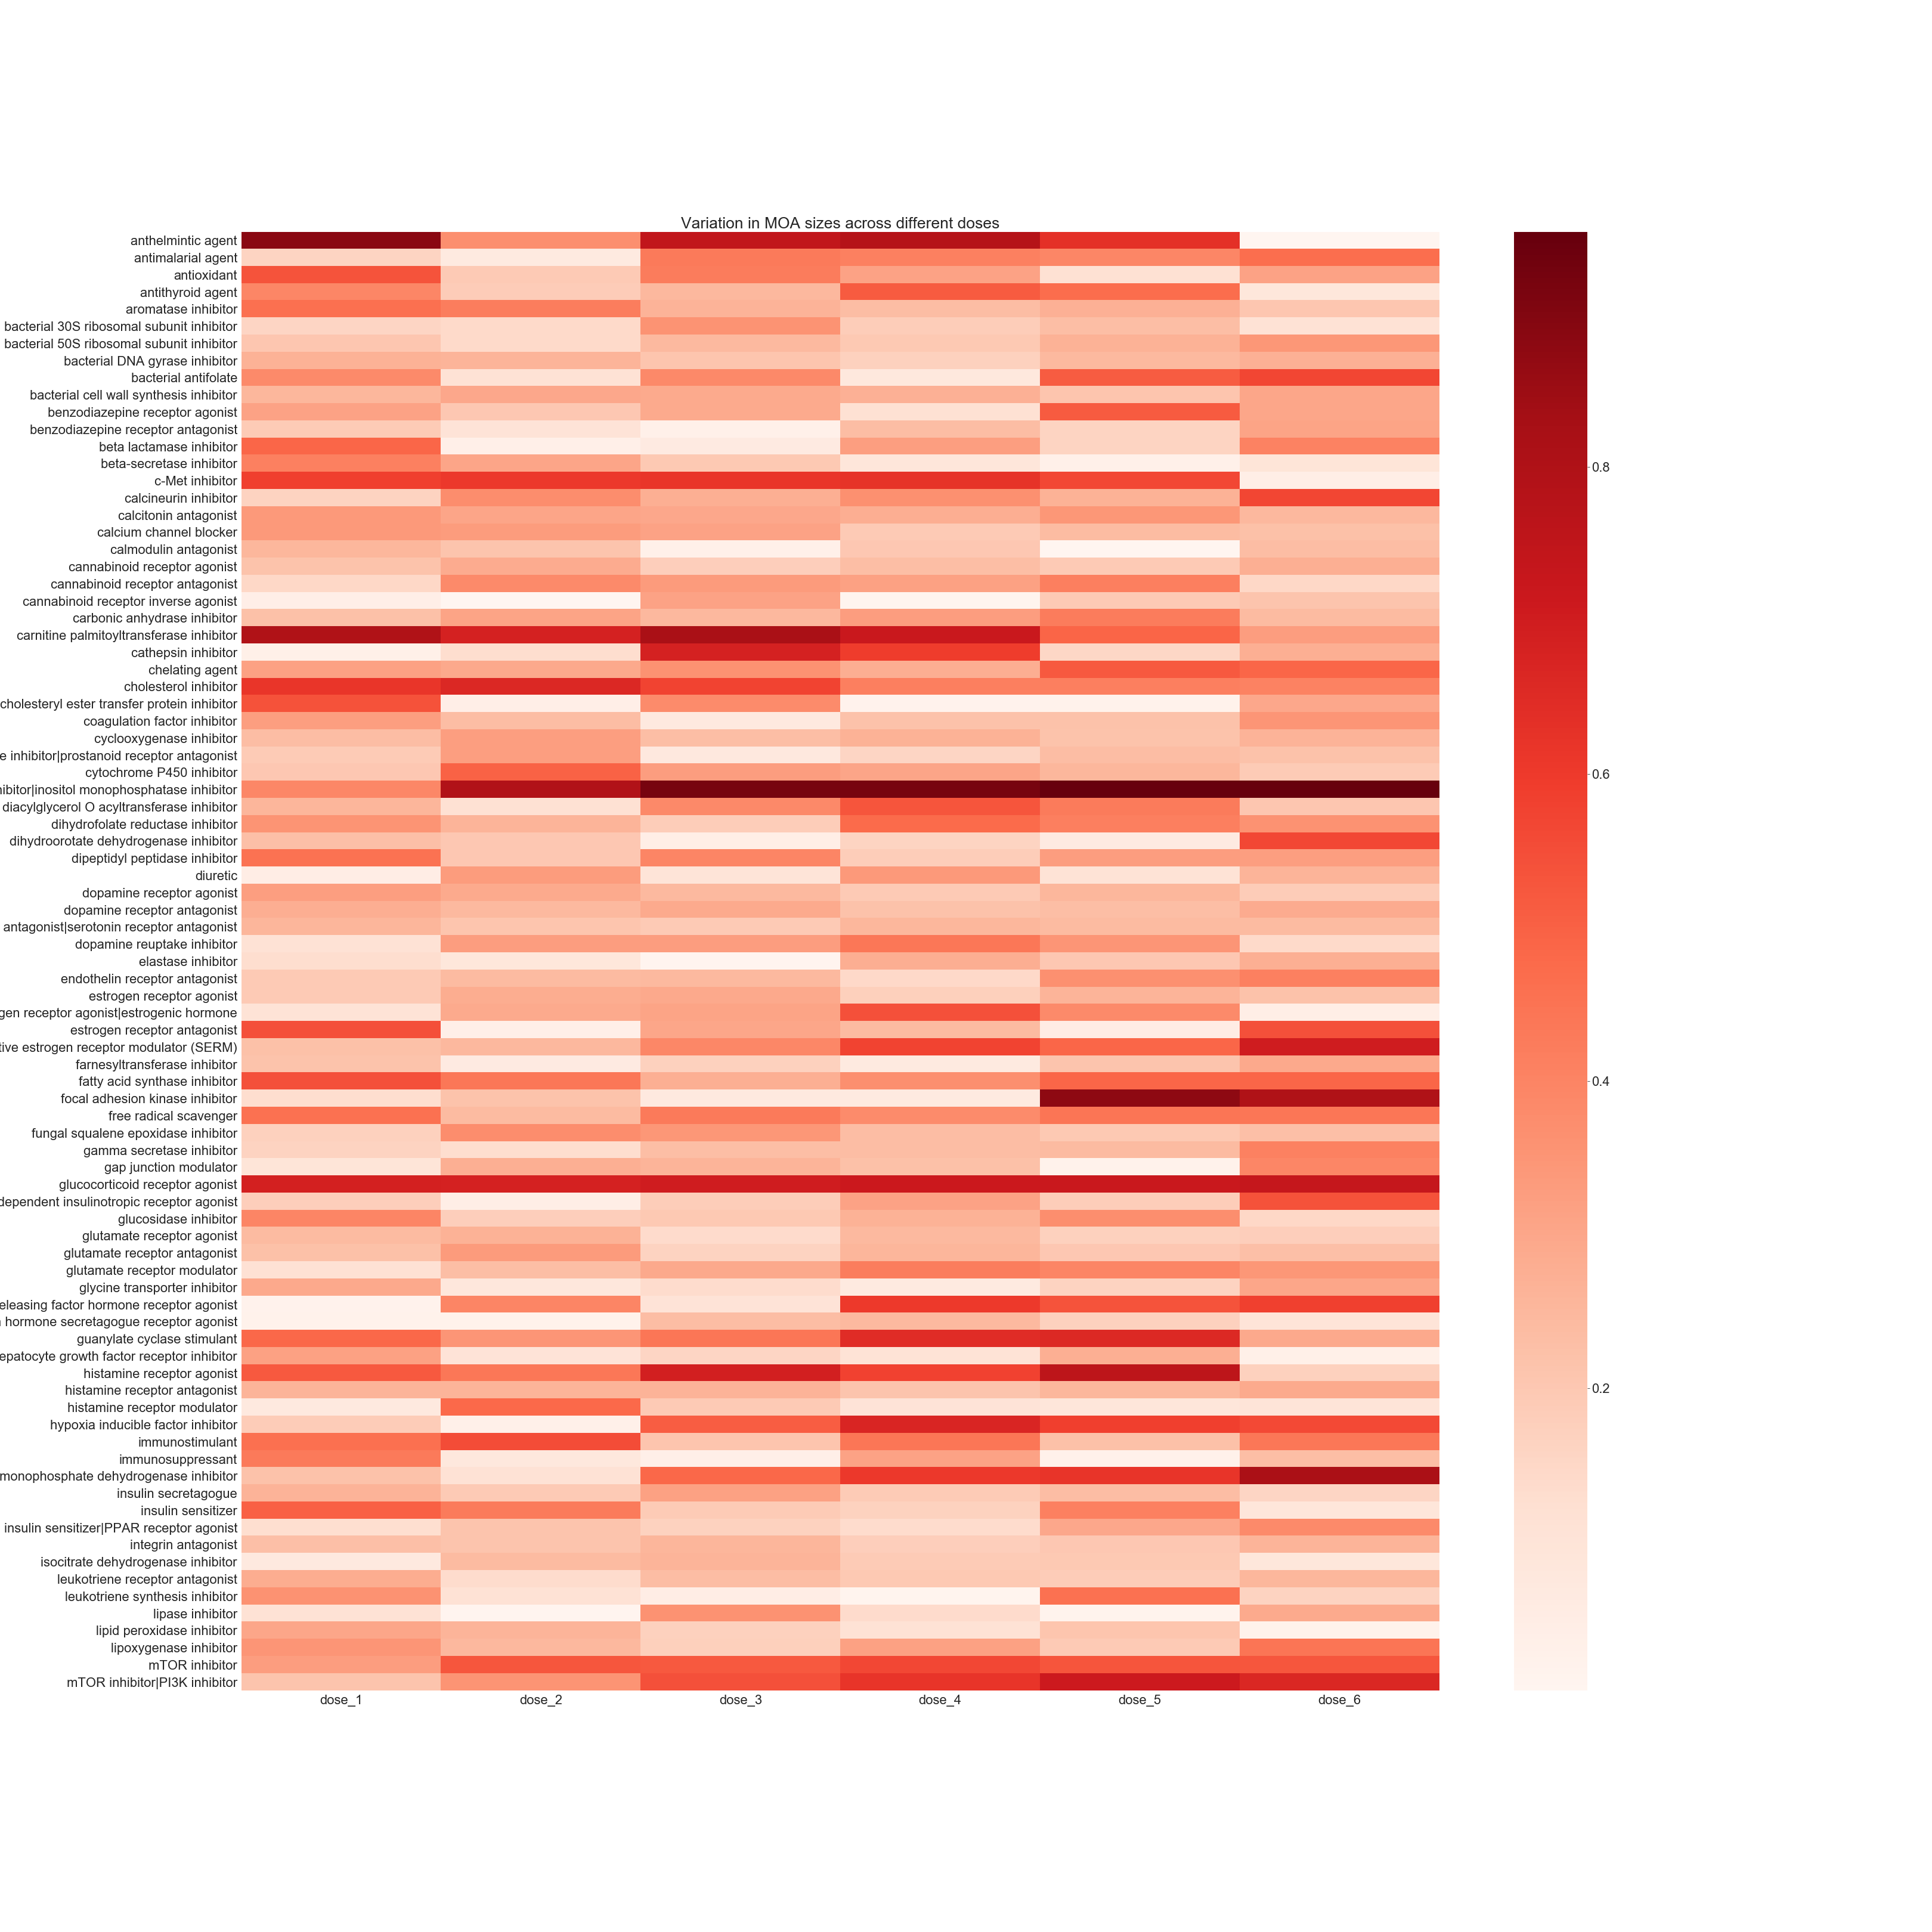 Variation in MOA sizes across different doses
anthelmintic agent
antimalarial agent
antioxidant
antithyroid agent
aromatase inhibitor
bacterial 30S ribosomal subunit inhibitor
bacterial 50S ribosomal subunit inhibitor
bacterial DNA gyrase inhibitor
bacterial antifolate
bacterial cell wall synthesis inhibitor
benzodiazepine receptor agonist
benzodiazepine receptor antagonist
beta lactamase inhibitor
beta-secretase inhibitor
c-Met inhibitor
calcineurin inhibitor
calcitonin antagonist
calcium channel blocker
calmodulin antagonist
cannabinoid receptor agonist
cannabinoid receptor antagonist
cannabinoid receptor inverse agonist
carbonic anhydrase inhibitor
carnitine palmitoyltransferase inhibitor
cathepsin inhibitor
chelating agent
cholesterol inhibitor
cholesteryl ester transfer protein inhibitor
coagulation factor inhibitor
cyclooxygenase inhibitor
e inhibitor|prostanoid receptor antagonist
cytochrome P450 inhibitor
hibitor|inositol monophosphatase inhibitor
diacylglycerol O acyltransferase inhibitor
dihydrofolate reductase inhibitor
dihydroorotate dehydrogenase inhibitor
dipeptidyl peptidase inhibitor
diuretic
dopamine receptor agonist
dopamine receptor antagonist
antagonist|serotonin receptor antagonist
dopamine reuptake inhibitor
elastase inhibitor
endothelin receptor antagonist
estrogen receptor agonist
gen receptor agonist|estrogenic hormone
estrogen receptor antagonist
tive estrogen receptor modulator (SERM)
farnesyltransferase inhibitor
fatty acid synthase inhibitor
focal adhesion kinase inhibitor
free radical scavenger
fungal squalene epoxidase inhibitor
gamma secretase inhibitor
gap junction modulator
glucocorticoid receptor agonist
dependent insulinotropic receptor agonist
glucosidase inhibitor
glutamate receptor agonist
glutamate receptor antagonist
glutamate receptor modulator
glycine transporter inhibitor
eleasing factor hormone receptor agonist
hormone secretagogue receptor agonist
guanylate cyclase stimulant
epatocyte growth factor receptor inhibitor
histamine receptor agonist
histamine receptor antagonist
histamine receptor modulator
hypoxia inducible factor inhibitor
immunostimulant
immunosuppressant
monophosphate dehydrogenase inhibitor
insulin secretagogue
insulin sensitizer
insulin sensitizer|PPAR receptor agonist
integrin antagonist
isocitrate dehydrogenase inhibitor
leukotriene receptor antagonist
leukotriene synthesis inhibitor
lipase inhibitor
lipid peroxidase inhibitor
lipoxygenase inhibitor
mTOR inhibitor
mTOR inhibitor|PI3K inhibitor
dose_1 dose_2 dose_3 dose_4 dose_5 dose_6
0.8
0.6
0.4
0.2